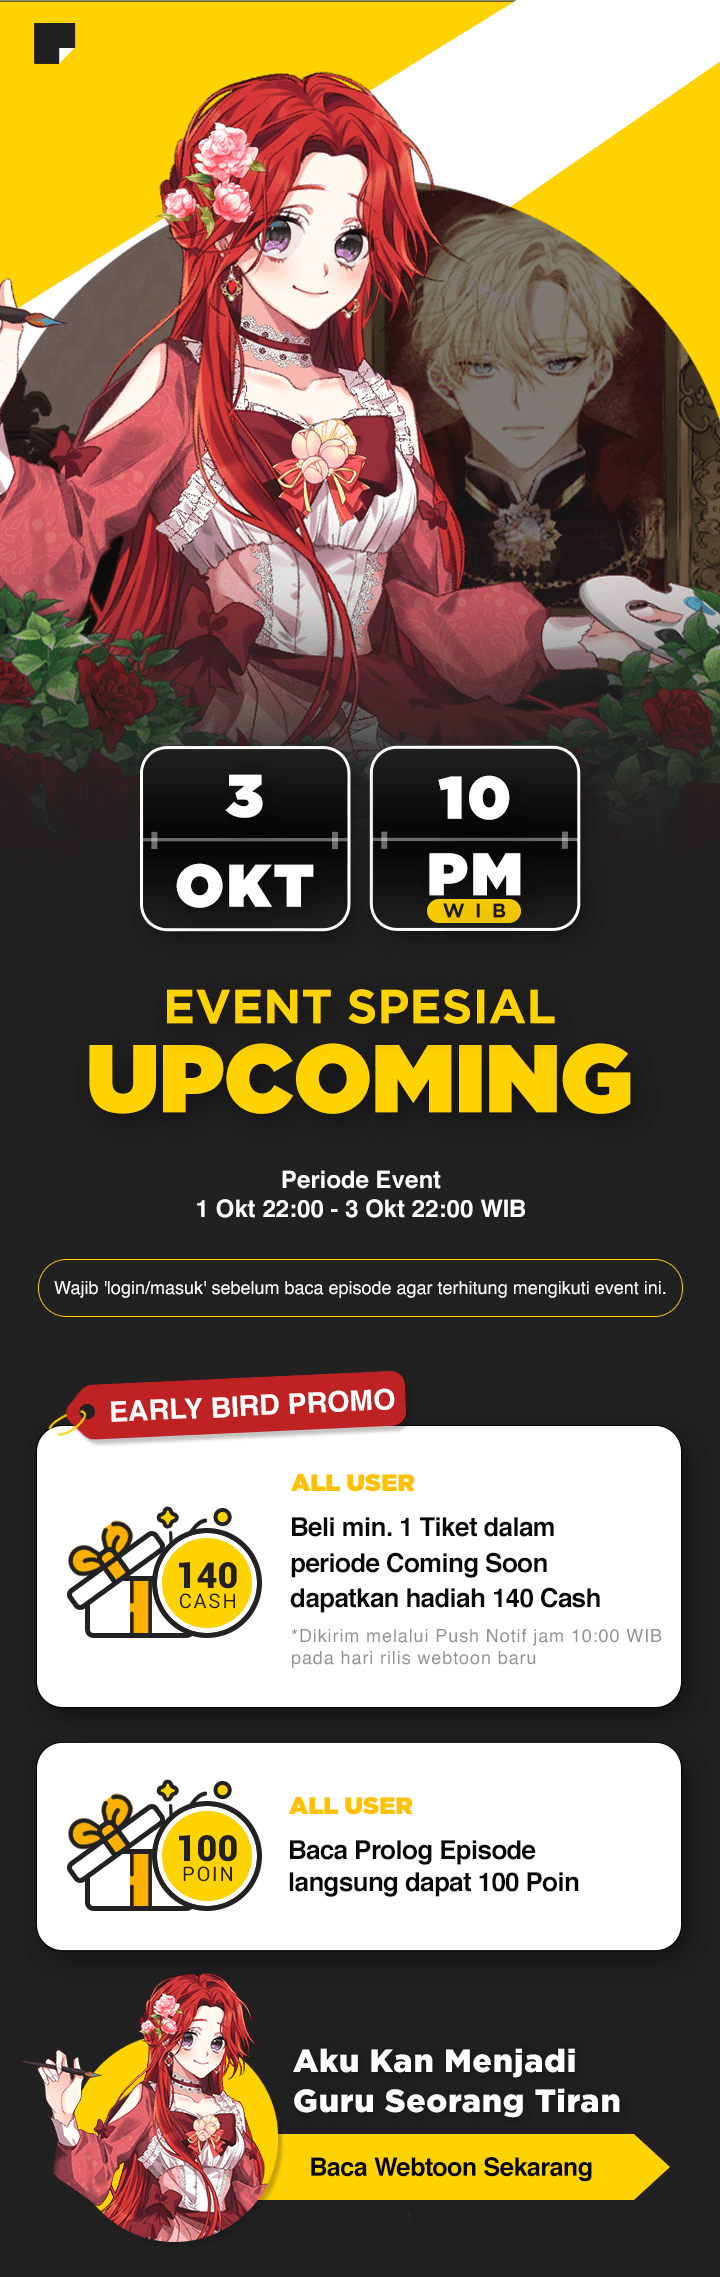 3
OKT
10
PM
WIB
EVENT SPESIAL
UPCOMING
Periode Event
1 Okt 22:00 - 3 Okt 22:00 WIB
Wajib 'login/masuk' sebelum baca episode agar terhitung mengikuti event ini.
EARLY BIRD PROMO
140
CASH
ALL USER
Beli min. 1 Tiket dalam
periode Coming Soon
dapatkan hadiah 140 Cash
*Dikirim melalui Push Notif jam 10:00 WIB
pada hari rilis webtoon baru
100
POIN
ALL USER
Baca Prolog Episode
langsung dapat 100 Poin
Aku Kan Menjadi
Guru Seorang Tiran
Baca Webtoon Sekarang